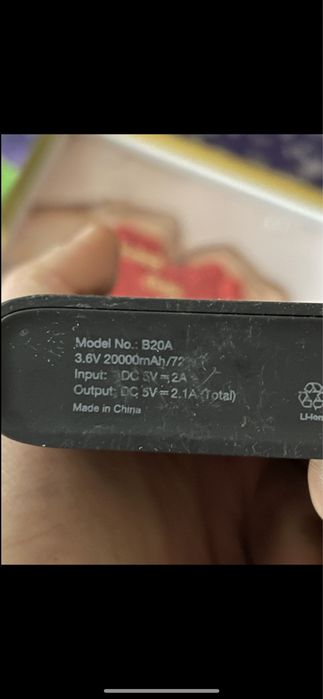 Model No.: B20A
3.6V 20000mAh/72
Input: DC 5V⎓2A
Output: DC 5V⎓2.1A (Total)
Made in China
Li-ion